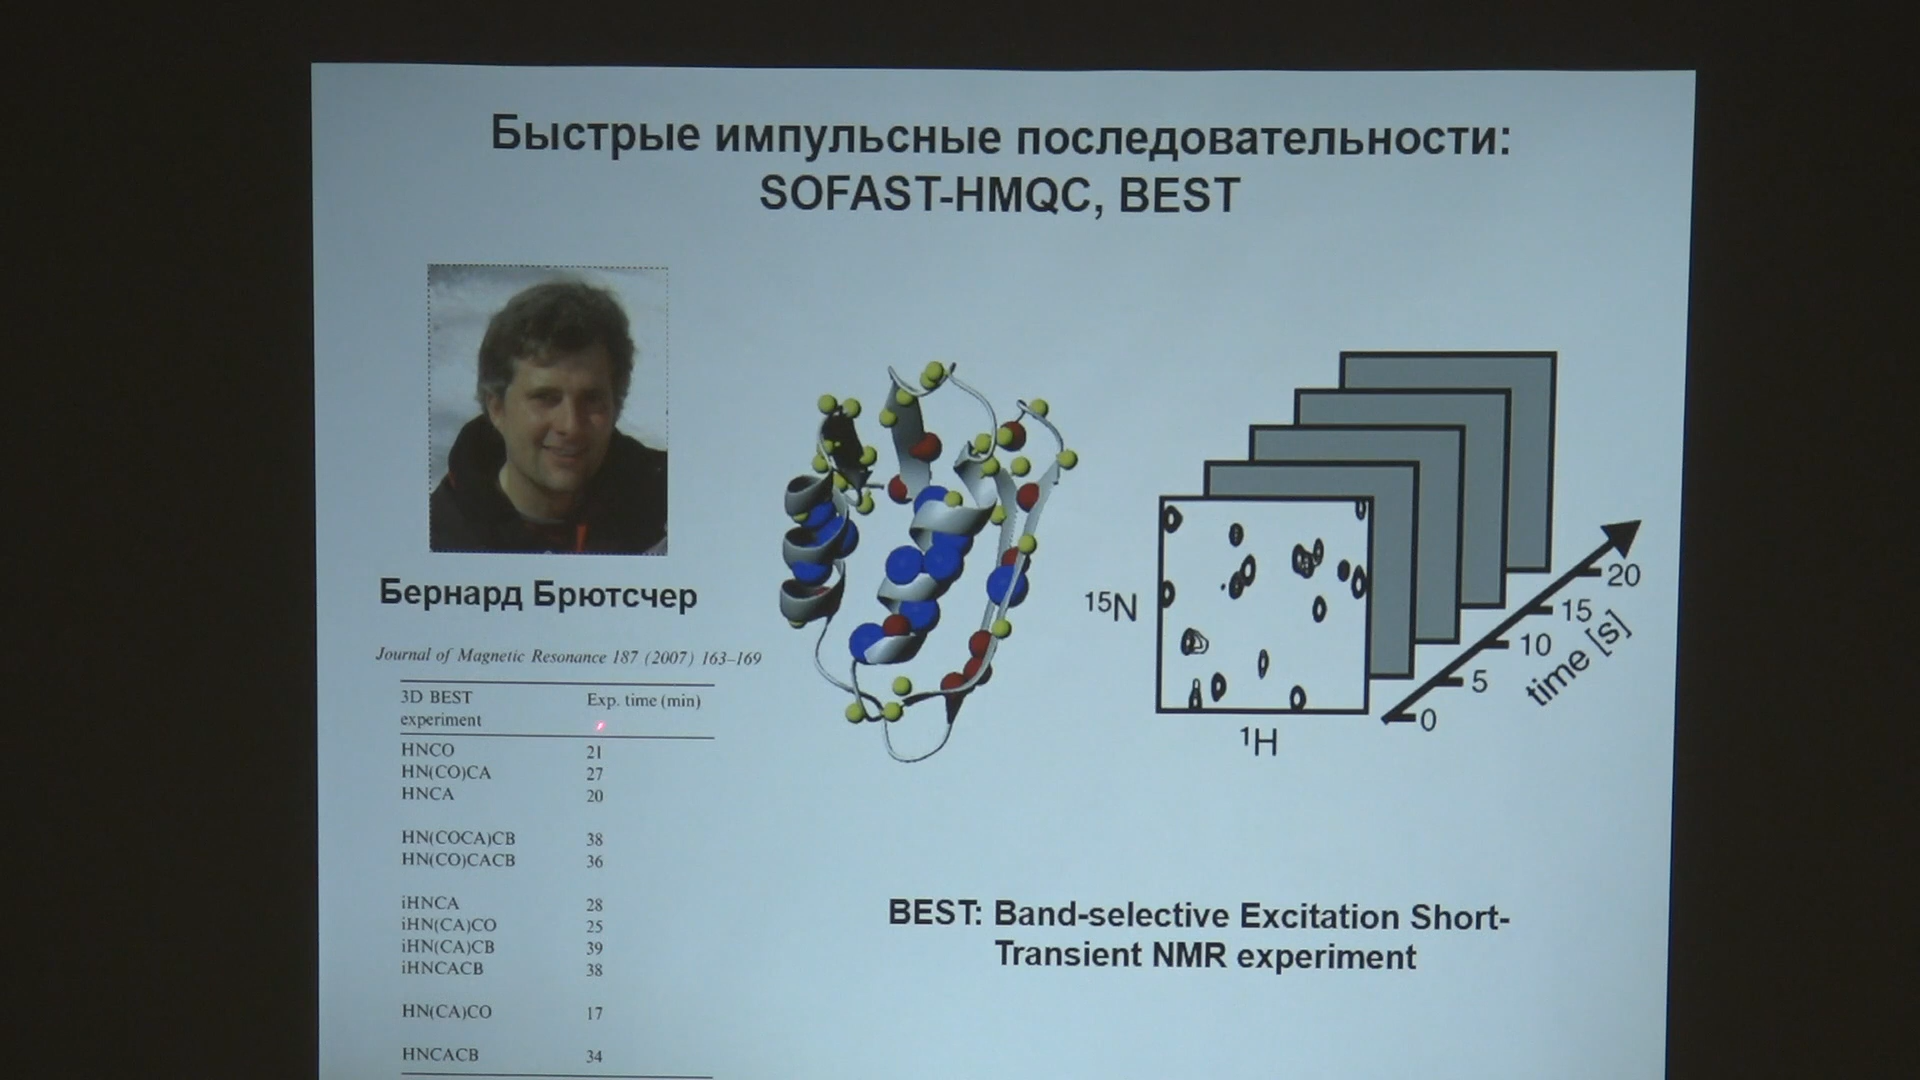 Быстрые импульсные последовательности:
SOFAST-HMQC, BEST
Бернард Брютсчер
Journal of Magnetic Resonance 187 (2007) 163–169
3D BEST experiment Exp. time (min)
HNCO 21
HN(CO)CA 27
HNCA 20
HN(COCA)CB 38
HN(CO)CACB 36
iHNCA 28
iHN(CA)CO 25
iHN(CA)CB 39
iHNCACB 38
HN(CA)CO 17
HNCACB 34
15N
1H
0
5
10
15
20
time [s]
BEST: Band-selective Excitation Short-
Transient NMR experiment